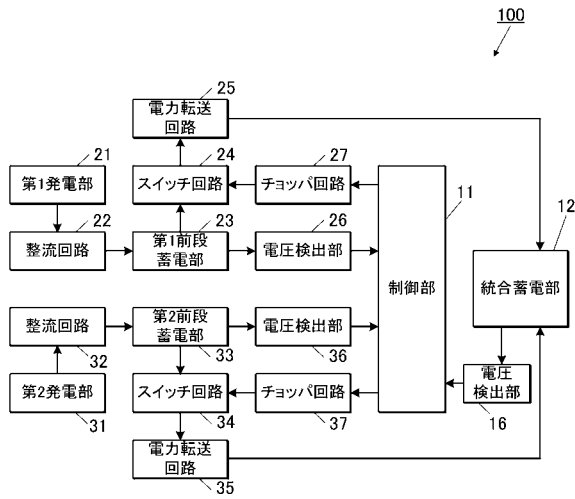 100
25
電力転送
回路
21
24
27
第1発電部
スイッチ回路
チョッパ回路
11
12
22
23
26
整流回路
第1前段
蓄電部
電圧検出部
制御部
統合蓄電部
整流回路
第2前段
蓄電部
電圧検出部
32
33
36
電圧
検出部
16
第2発電部
スイッチ回路
チョッパ回路
31
34
37
電力転送
回路
35